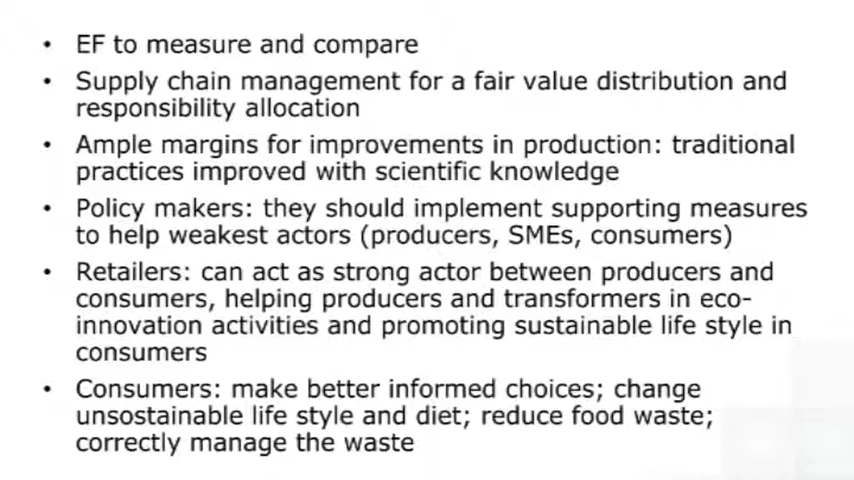 • EF to measure and compare
• Supply chain management for a fair value distribution and
responsibility allocation
• Ample margins for improvements in production: traditional
practices improved with scientific knowledge
• Policy makers: they should implement supporting measures
to help weakest actors (producers, SMEs, consumers)
• Retailers: can act as strong actor between producers and
consumers, helping producers and transformers in eco-
innovation activities and promoting sustainable life style in
consumers
• Consumers: make better informed choices; change
unsostainable life style and diet; reduce food waste;
correctly manage the waste